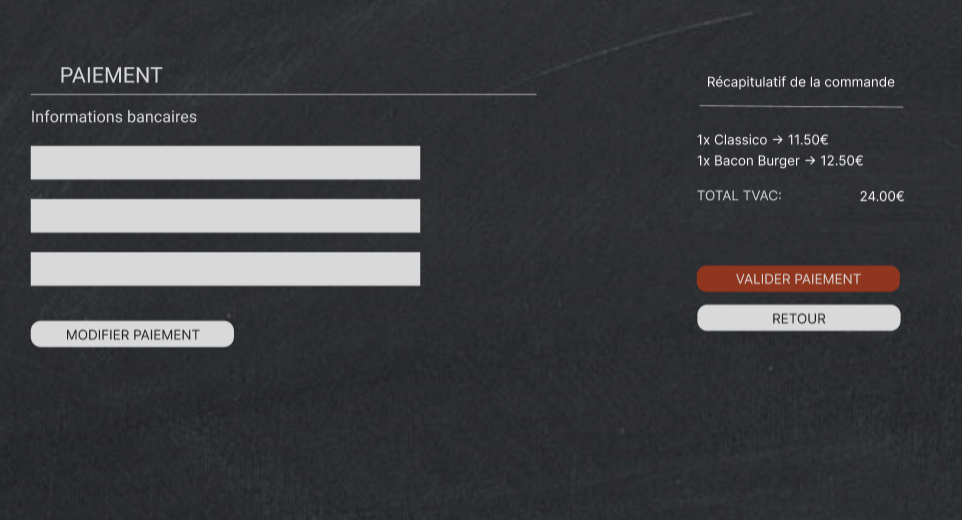 PAIEMENT
Informations bancaires
MODIFIER PAIEMENT
Récapitulatif de la commande
1x Classico → 11.50€
1x Bacon Burger → 12.50€
TOTAL TVAC: 24.00€
VALIDER PAIEMENT
RETOUR